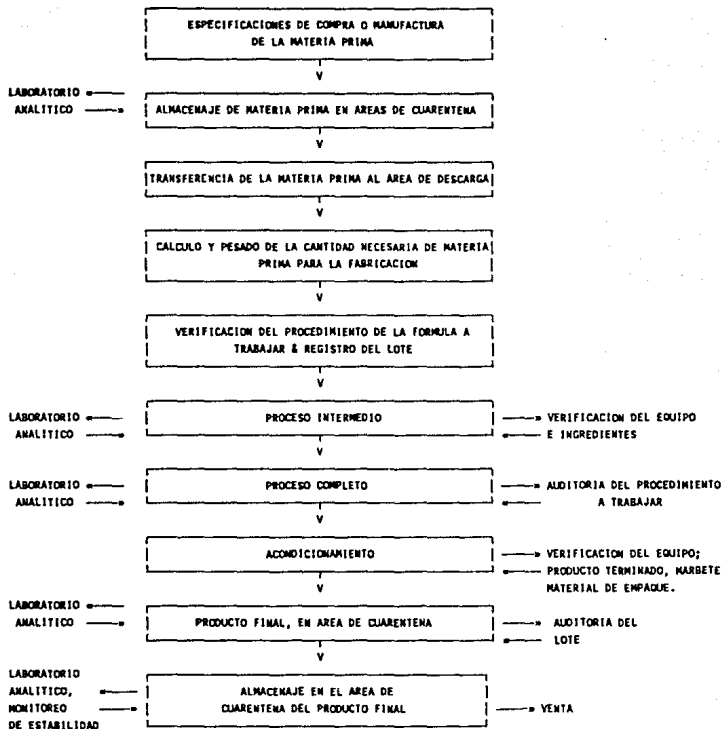 ESPECIFICACIONES DE COMPRA O MANUFACTURA
DE LA MATERIA PRIMA
V
LABORATORIO
ANALITICO
ALMACENAJE DE MATERIA PRIMA EN AREAS DE CUARENTENA
V
TRANSFERENCIA DE LA MATERIA PRIMA AL AREA DE DESCARGA
V
CALCULO Y PESADO DE LA CANTIDAD NECESARIA DE MATERIA
PRIMA PARA LA FABRICACION
V
VERIFICACION DEL PROCEDIMIENTO DE LA FORMULA A
TRABAJAR & REGISTRO DEL LOTE
V
LABORATORIO
ANALITICO
PROCESO INTERMEDIO
VERIFICACION DEL EQUIPO
E INGREDIENTES
V
LABORATORIO
ANALITICO
PROCESO COMPLETO
AUDITORIA DEL PROCEDIMIENTO
A TRABAJAR
V
ACONDICIONAMIENTO
VERIFICACION DEL EQUIPO;
PRODUCTO TERMINADO, MARBETE
MATERIAL DE EMPAQUE.
V
LABORATORIO
ANALITICO
PRODUCTO FINAL, EN AREA DE CUARENTENA
AUDITORIA DEL
LOTE
V
LABORATORIO
ANALITICO,
MONITOREO
DE ESTABILIDAD
ALMACENAJE EN EL AREA DE
CUARENTENA DEL PRODUCTO FINAL
VENTA